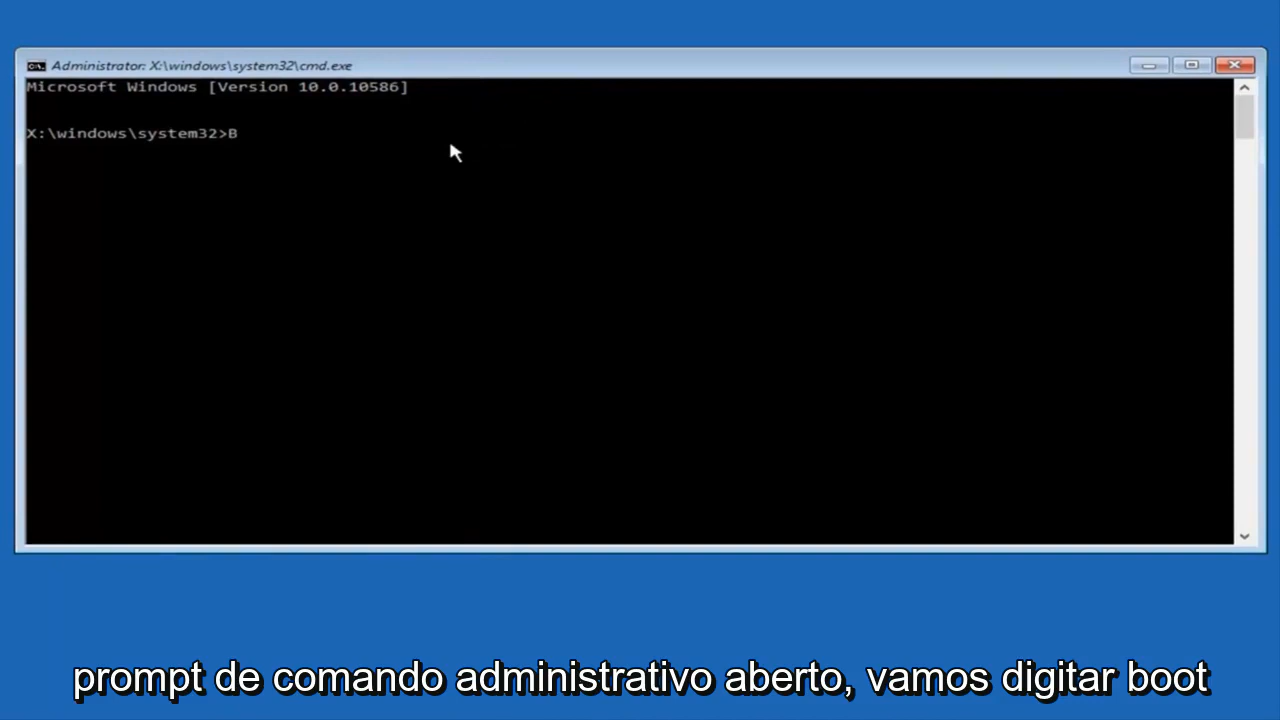 Administrator: X:\windows\system32\cmd.exe
Microsoft Windows [Version 10.0.10586]
X:\windows\system32>B
prompt de comando administrativo aberto, vamos digitar boot